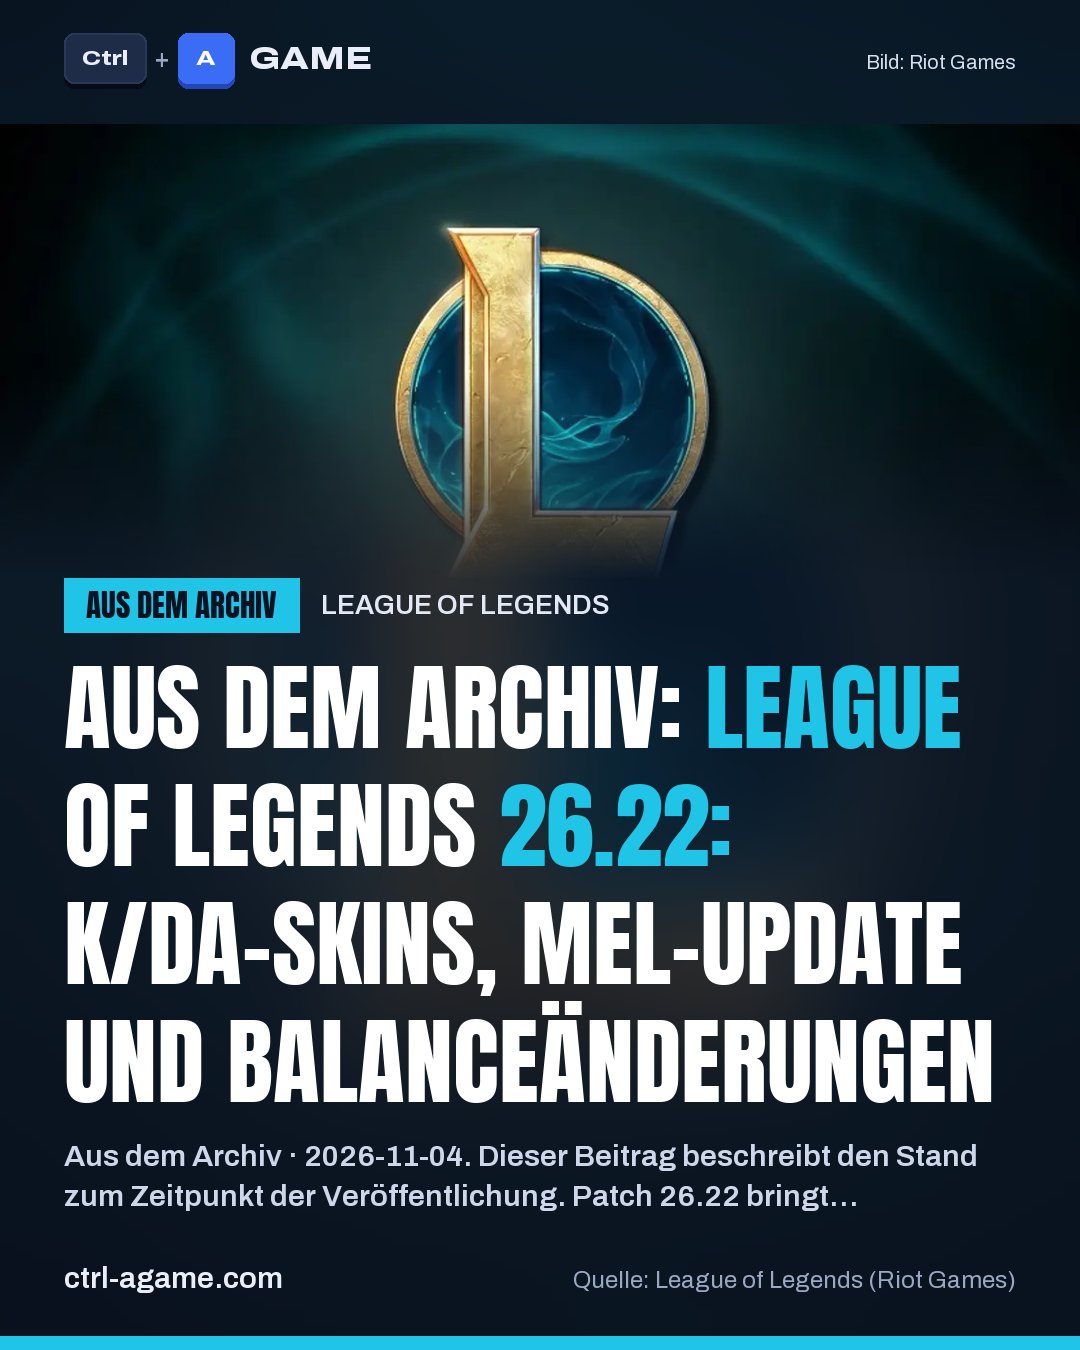 Ctrl + A GAME
Bild: Riot Games
AUS DEM ARCHIV
LEAGUE OF LEGENDS
AUS DEM ARCHIV: LEAGUE
OF LEGENDS 26.22:
K/DA-SKINS, MEL-UPDATE
UND BALANCEÄNDERUNGEN
Aus dem Archiv · 2026-11-04. Dieser Beitrag beschreibt den Stand
zum Zeitpunkt der Veröffentlichung. Patch 26.22 bringt…
ctrl-agame.com
Quelle: League of Legends (Riot Games)